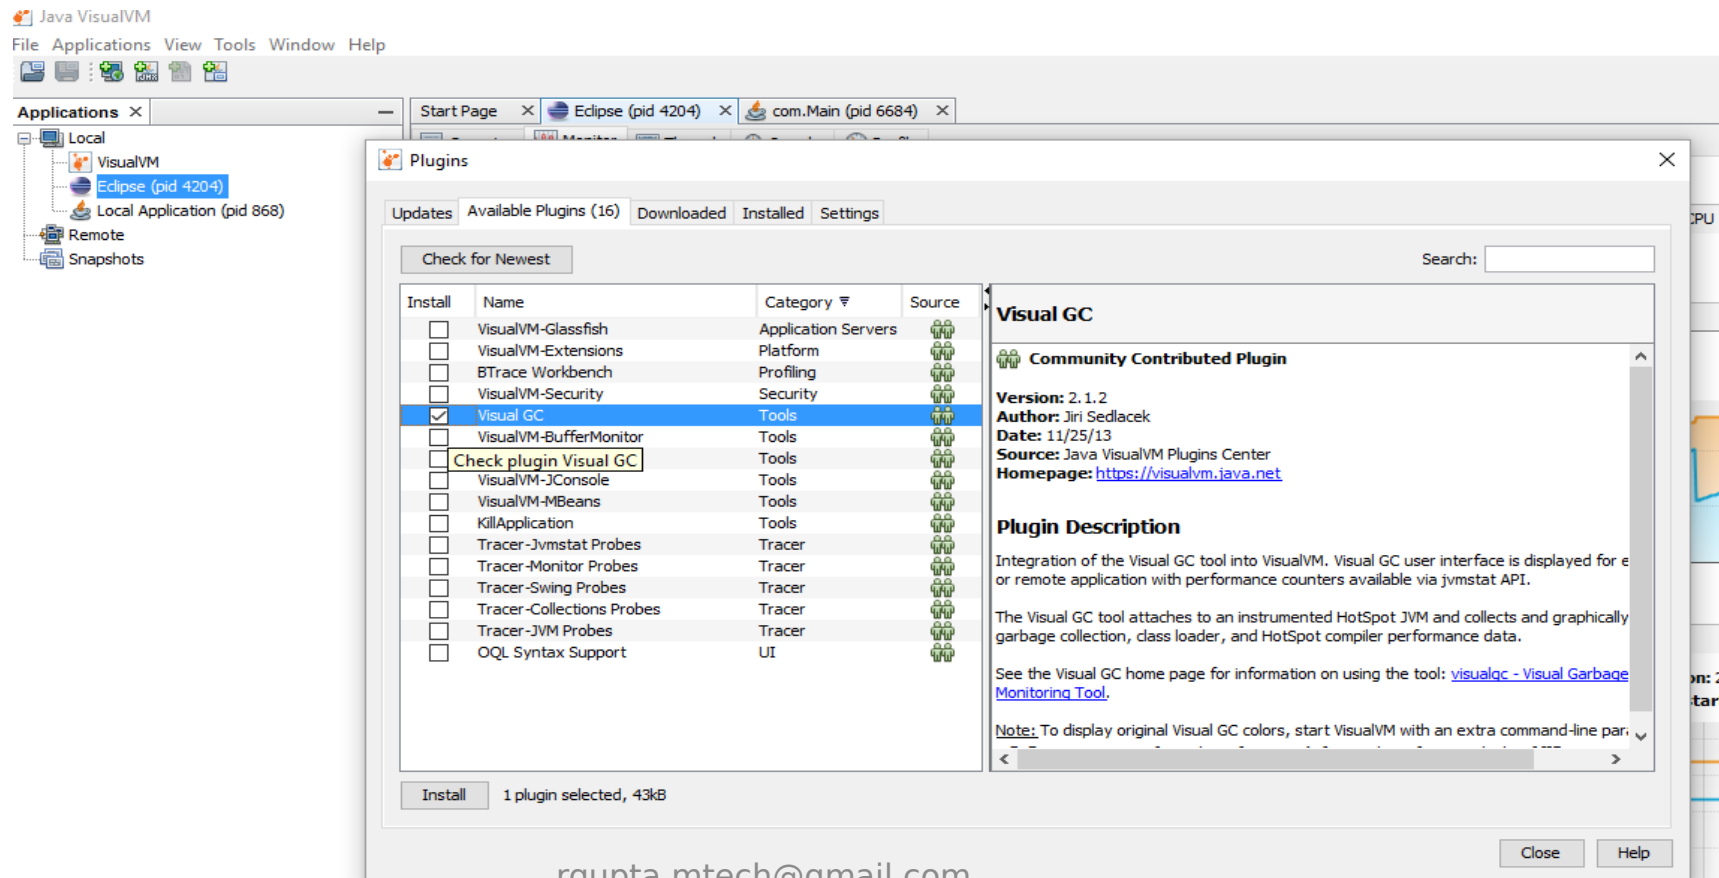 Java VisualVM
File Applications View Tools Window Help
Applications
Start Page
Eclipse (pid 4204)
com.Main (pid 6684)
Local
VisualVM
Eclipse (pid 4204)
Local Application (pid 868)
Remote
Snapshots
Monitor
Plugins
Updates Available Plugins (16) Downloaded Installed Settings
Check for Newest
Search:
Install Name Category Source
VisualVM-Glassfish Application Servers
VisualVM-Extensions Platform
BTrace Workbench Profiling
VisualVM-Security Security
Visual GC Tools
VisualVM-BufferMonitor Tools
Check plugin Visual GC Tools
VisualVM-JConsole Tools
VisualVM-MBeans Tools
KillApplication Tools
Tracer-Jvmstat Probes Tracer
Tracer-Monitor Probes Tracer
Tracer-Swing Probes Tracer
Tracer-Collections Probes Tracer
Tracer-JVM Probes Tracer
OQL Syntax Support UI
Visual GC
Community Contributed Plugin
Version: 2.1.2
Author: Jiri Sedlacek
Date: 11/25/13
Source: Java VisualVM Plugins Center
Homepage: https://visualvm.java.net
Plugin Description
Integration of the Visual GC tool into VisualVM. Visual GC user interface is displayed for
or remote application with performance counters available via jvmstat API.
The Visual GC tool attaches to an instrumented HotSpot JVM and collects and graphically
garbage collection, class loader, and HotSpot compiler performance data.
See the Visual GC home page for information on using the tool: visualgc - Visual Garbage
Monitoring Tool.
Note: To display original Visual GC colors, start VisualVM with an extra command-line
Install 1 plugin selected, 43kB
Close Help
rgupta.mtech@gmail.com